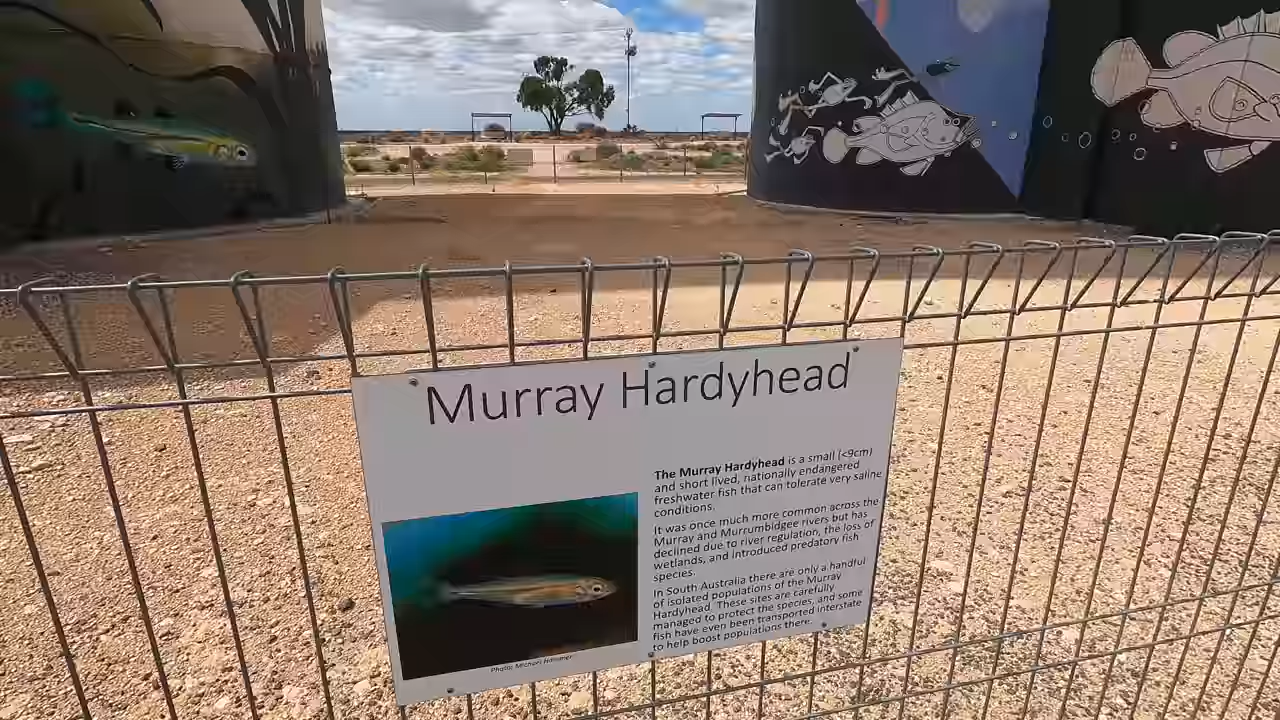 Murray Hardyhead
The Murray Hardyhead is a small (<9cm)
and short lived, nationally endangered
freshwater fish that can tolerate very saline
conditions.
It was once much more common across the
Murray and Murrumbidgee rivers but has
declined due to river regulation, the loss of
wetlands, and introduced predatory fish
species.
In South Australia there are only a handful
of isolated populations of the Murray
Hardyhead. These sites are carefully
managed to protect the species, and some
fish have even been transported interstate
to help boost populations there.
Photo: Michael